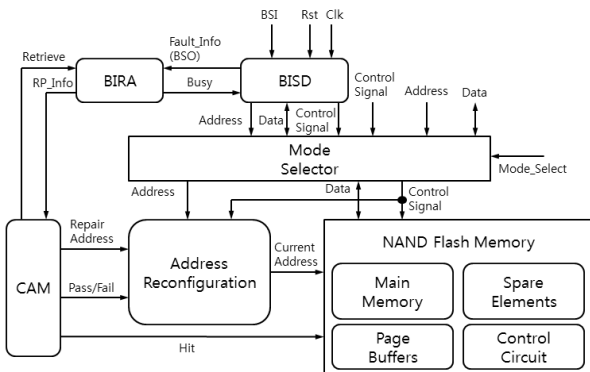 BSI
Rst
Clk
Fault_Info
(BSO)
Retrieve
RP_Info
BIRA
Busy
BISD
Control
Signal
Address
Data
Address
Data
Control
Signal
Mode
Selector
Mode_Select
Address
Data
Control
Signal
Repair
Address
CAM
Pass/Fail
Address
Reconfiguration
Current
Address
Hit
NAND Flash Memory
Main
Memory
Spare
Elements
Page
Buffers
Control
Circuit